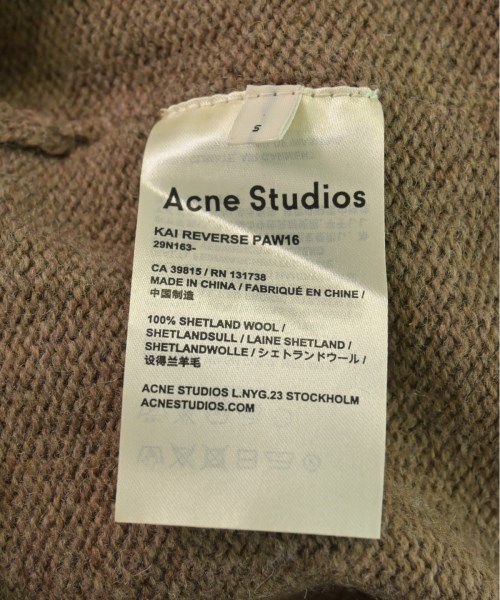 S
Acne Studios
KAI REVERSE PAW16
29N163-
CA 39815 / RN 131738
MADE IN CHINA / FABRIQUÉ EN CHINE /
中国制造
100% SHETLAND WOOL /
SHETLANDSULL / LAINE SHETLAND /
SHETLANDWOLLE / シェトランドウール /
设得兰羊毛
ACNE STUDIOS L.NYG.23 STOCKHOLM
ACNESTUDIOS.COM